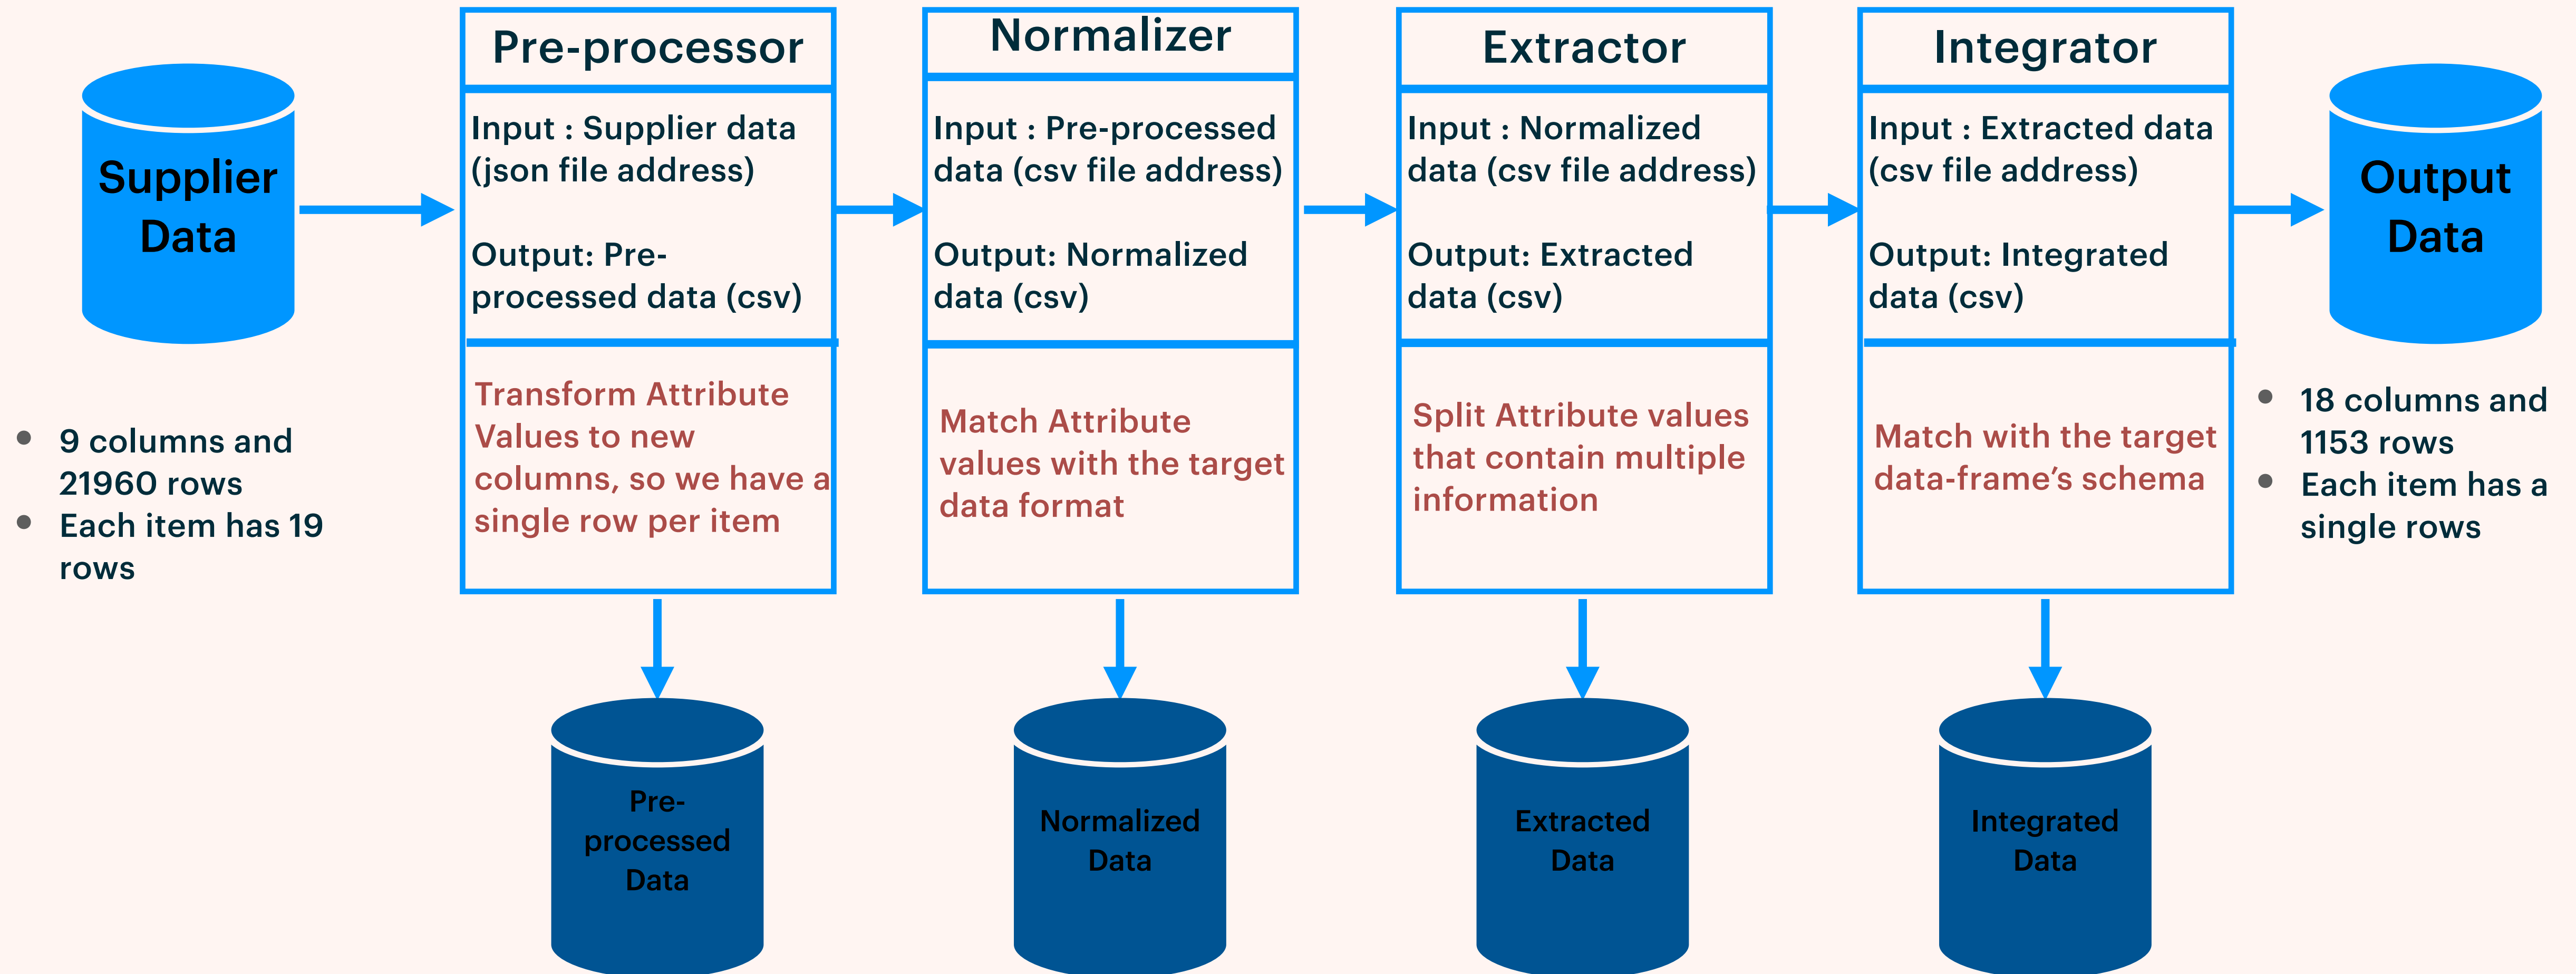 Supplier
Data
9 columns and
21960 rows
Each item has 19
rows
Pre-processor
Input : Supplier data
(json file address)
Output: Pre-
processed data (csv)
Transform Attribute
Values to new
columns, so we have a
single row per item
Normalizer
Input : Pre-processed
data (csv file address)
Output: Normalized
data (csv)
Match Attribute
values with the target
data format
Extractor
Input : Normalized
data (csv file address)
Output: Extracted
data (csv)
Split Attribute values
that contain multiple
information
Integrator
Input : Extracted data
(csv file address)
Output: Integrated
data (csv)
Match with the target
data-frame’s schema
Output
Data
18 columns and
1153 rows
Each item has a
single rows
Pre-
processed
Data
Normalized
Data
Extracted
Data
Integrated
Data